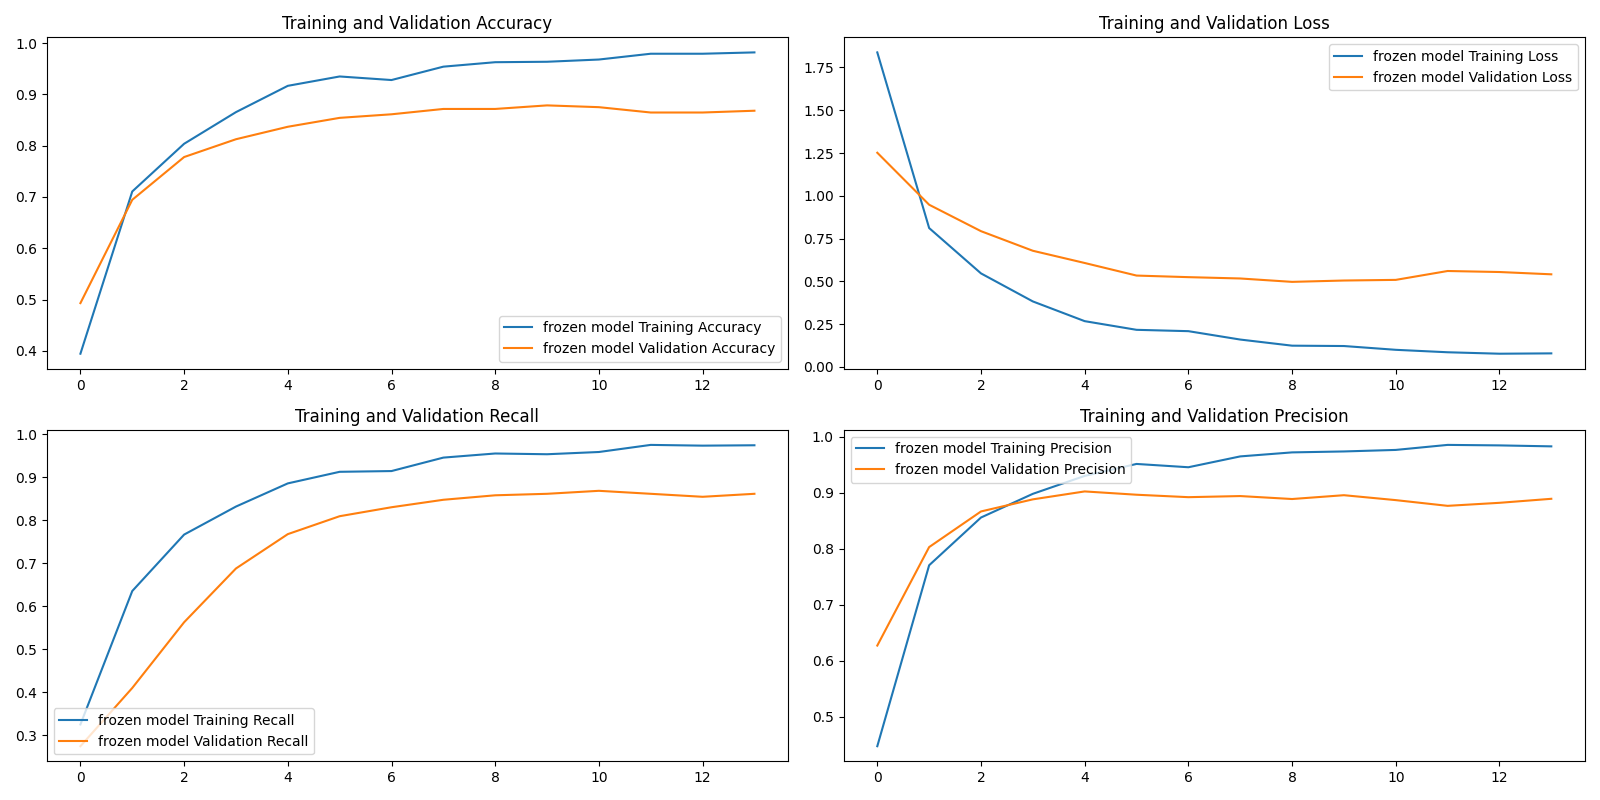 Training and Validation Accuracy
1.0
0.9
0.8
0.7
0.6
0.5
0.4
frozen model Training Accuracy
frozen model Validation Accuracy
0 2 4 6 8 10 12
Training and Validation Loss
1.75
1.50
1.25
1.00
0.75
0.50
0.25
0.00
frozen model Training Loss
frozen model Validation Loss
0 2 4 6 8 10 12
Training and Validation Recall
1.0
0.9
0.8
0.7
0.6
0.5
0.4
0.3
frozen model Training Recall
frozen model Validation Recall
0 2 4 6 8 10 12
Training and Validation Precision
1.0
0.9
0.8
0.7
0.6
0.5
frozen model Training Precision
frozen model Validation Precision
0 2 4 6 8 10 12